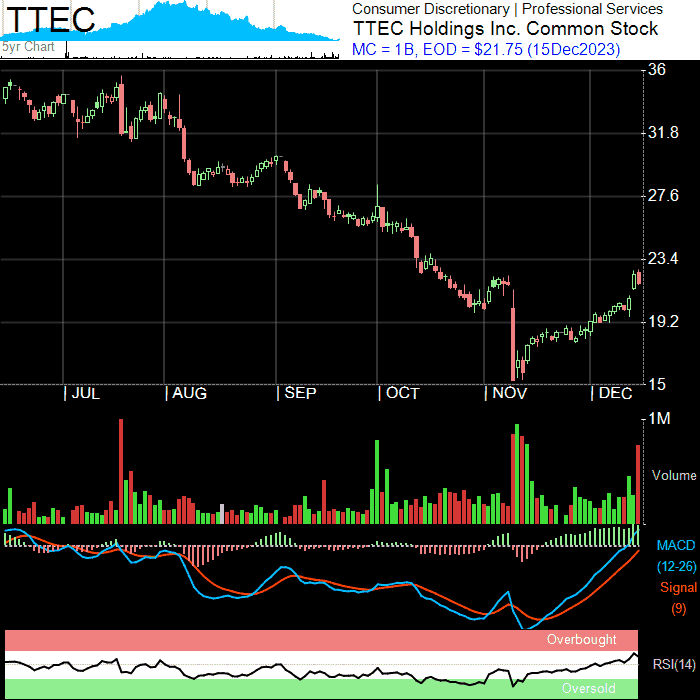 TTEC
5yr Chart
Consumer Discretionary | Professional Services
TTEC Holdings Inc. Common Stock
MC = 1B, EOD = $21.75 (15Dec2023)
36
31.8
27.6
23.4
19.2
15
| JUL | AUG | SEP | OCT | NOV | DEC
1M
Volume
MACD
(12-26)
Signal
(9)
Overbought
RSI(14)
Oversold